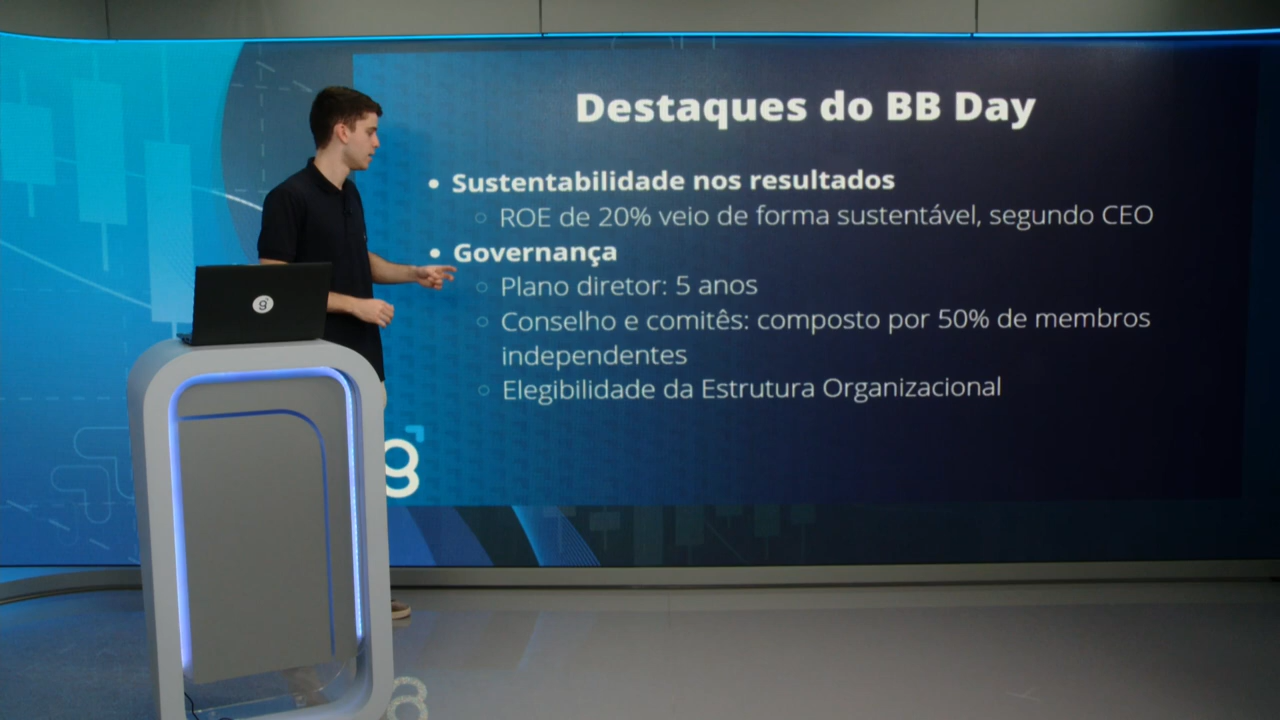 Destaques do BB Day
• Sustentabilidade nos resultados
○ ROE de 20% veio de forma sustentável, segundo CEO
• Governança
○ Plano diretor: 5 anos
○ Conselho e comitês: composto por 50% de membros
independentes
○ Elegibilidade da Estrutura Organizacional